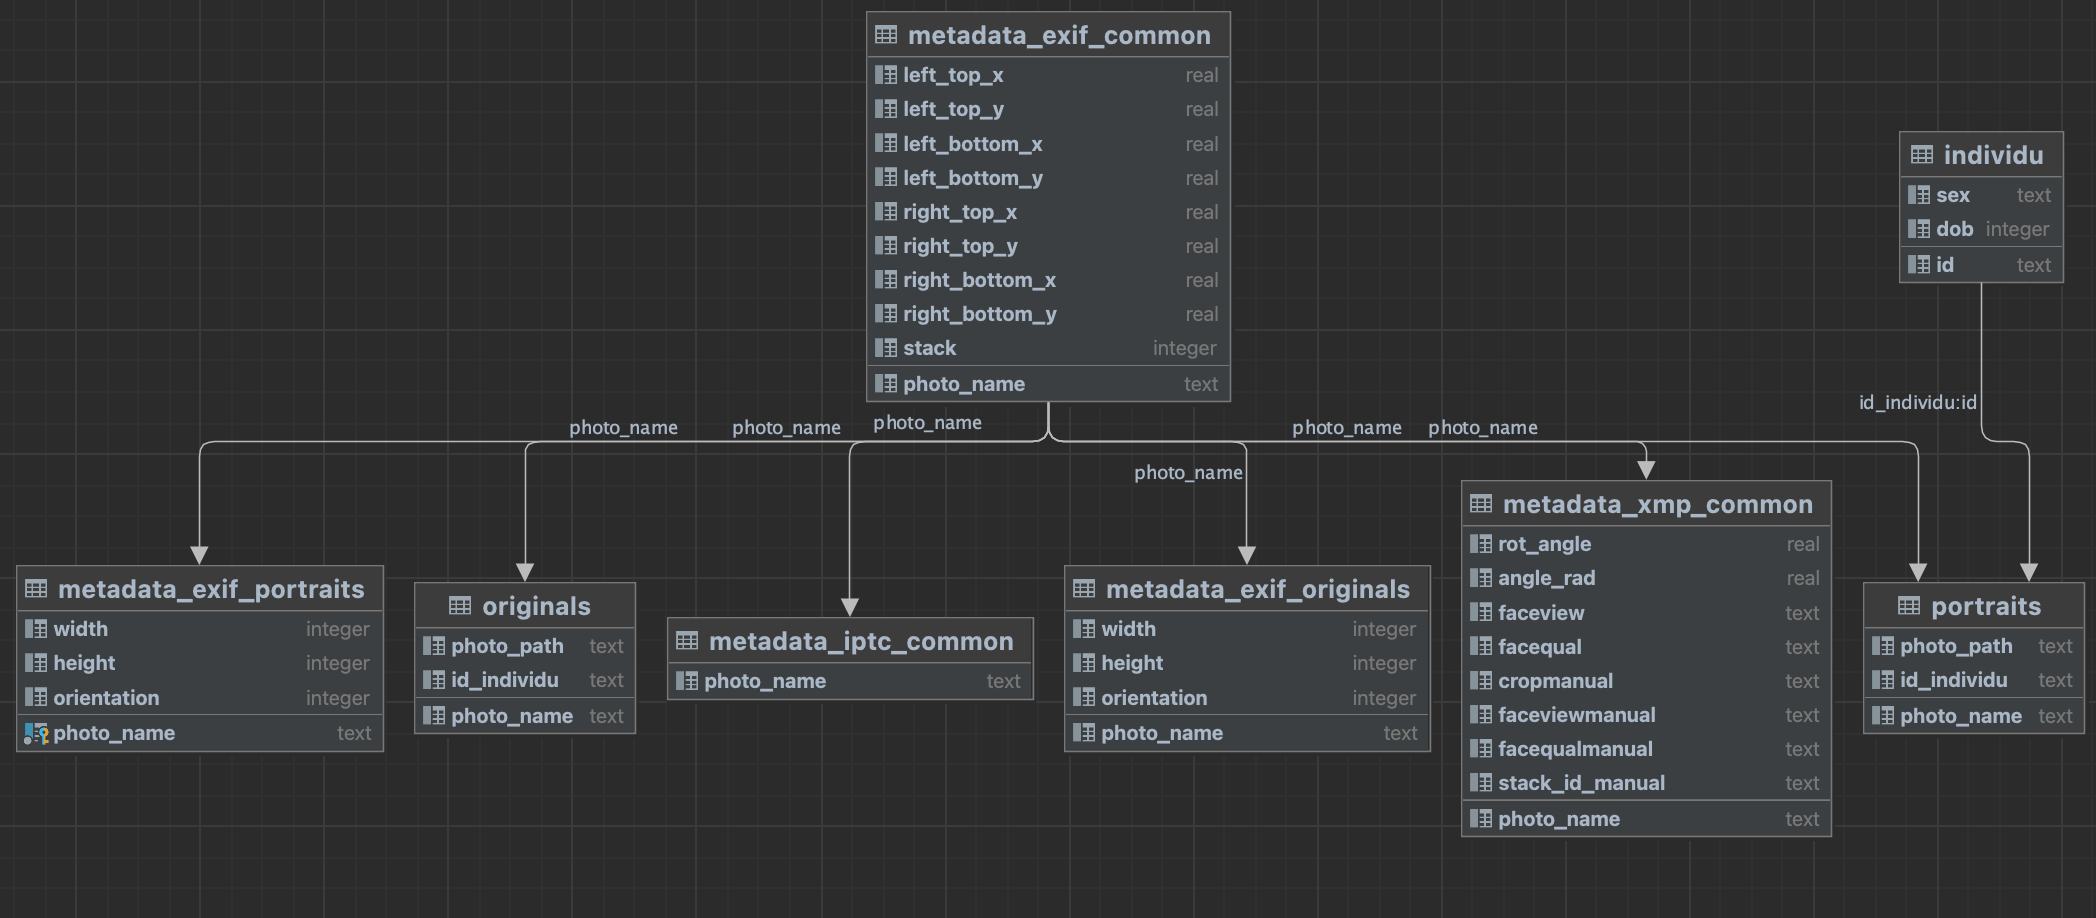 metadata_exif_common
left_top_x real
left_top_y real
left_bottom_x real
left_bottom_y real
right_top_x real
right_top_y real
right_bottom_x real
right_bottom_y real
stack integer
photo_name text
individu
sex text
dob integer
id text
id_individu:id
photo_name
photo_name
photo_name
photo_name
photo_name
photo_name
metadata_exif_portraits
width integer
height integer
orientation integer
photo_name text
originals
photo_path text
id_individu text
photo_name text
metadata_iptc_common
photo_name text
metadata_exif_originals
width integer
height integer
orientation integer
photo_name text
metadata_xmp_common
rot_angle real
angle_rad real
faceview text
facequal text
cropmanual text
faceviewmanual text
facequalmanual text
stack_id_manual text
photo_name text
portraits
photo_path text
id_individu text
photo_name text